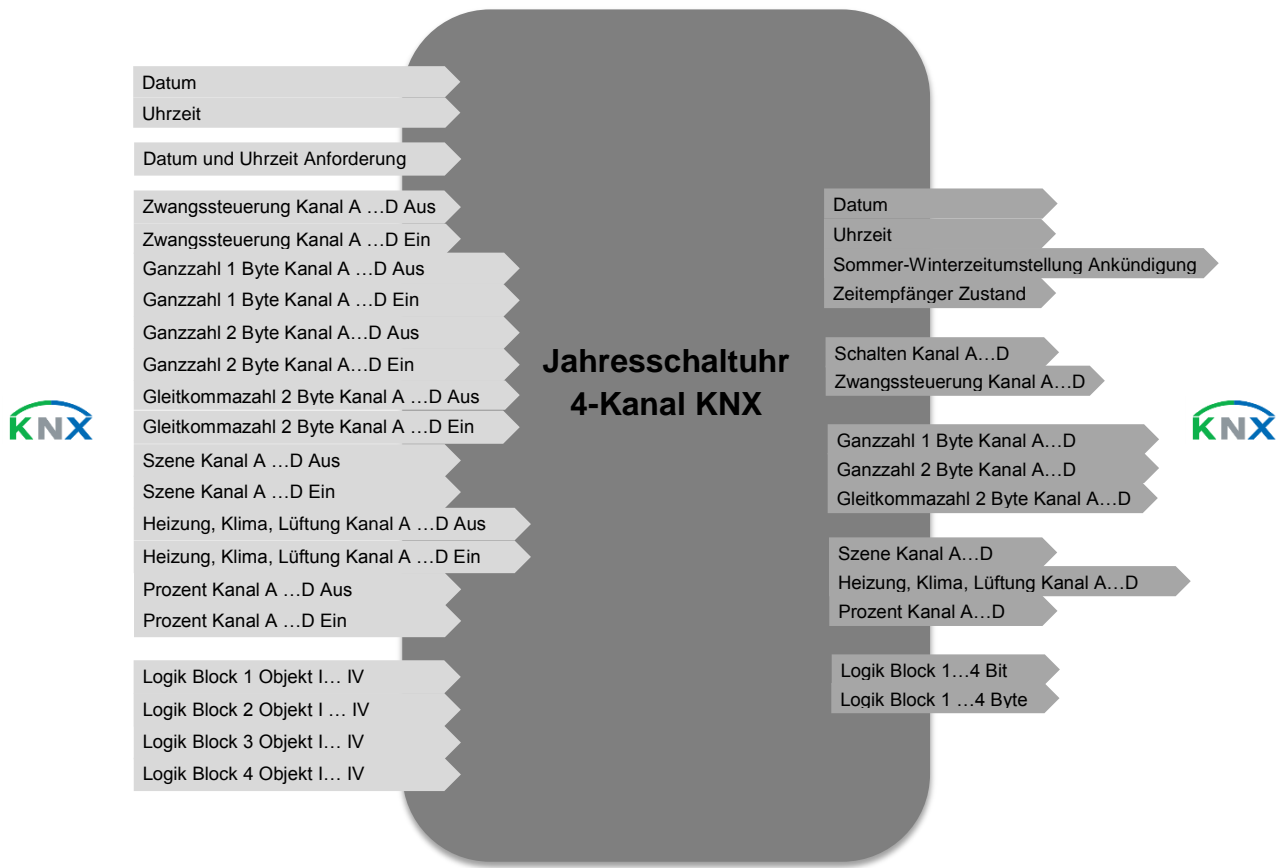 Datum
Uhrzeit
Datum und Uhrzeit Anforderung
Zwangssteuerung Kanal A …D Aus
Zwangssteuerung Kanal A …D Ein
Ganzzahl 1 Byte Kanal A …D Aus
Ganzzahl 1 Byte Kanal A …D Ein
Ganzzahl 2 Byte Kanal A…D Aus
Ganzzahl 2 Byte Kanal A…D Ein
Gleitkommazahl 2 Byte Kanal A …D Aus
Gleitkommazahl 2 Byte Kanal A …D Ein
Szene Kanal A …D Aus
Szene Kanal A …D Ein
Heizung, Klima, Lüftung Kanal A …D Aus
Heizung, Klima, Lüftung Kanal A …D Ein
Prozent Kanal A …D Aus
Prozent Kanal A …D Ein
Logik Block 1 Objekt I… IV
Logik Block 2 Objekt I … IV
Logik Block 3 Objekt I… IV
Logik Block 4 Objekt I… IV
KNX
Jahresschaltuhr
4-Kanal KNX
Datum
Uhrzeit
Sommer-Winterzeitumstellung Ankündigung
Zeitempfänger Zustand
Schalten Kanal A…D
Zwangssteuerung Kanal A…D
Ganzzahl 1 Byte Kanal A…D
Ganzzahl 2 Byte Kanal A…D
Gleitkommazahl 2 Byte Kanal A…D
Szene Kanal A…D
Heizung, Klima, Lüftung Kanal A…D
Prozent Kanal A…D
Logik Block 1…4 Bit
Logik Block 1 …4 Byte
KNX